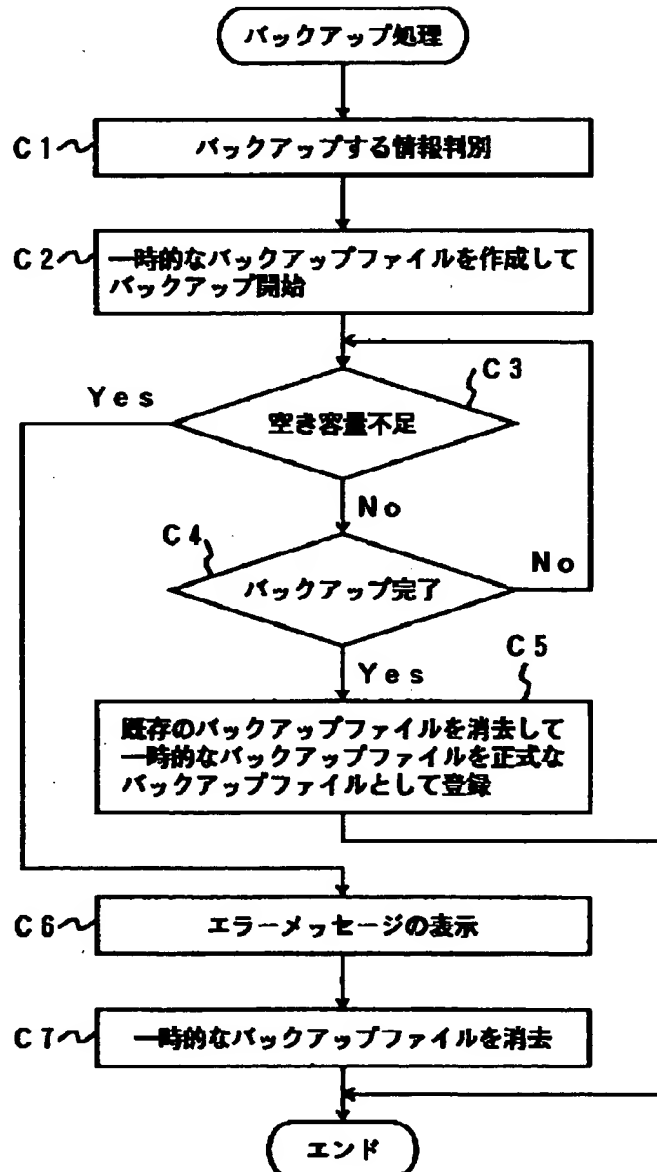 バックアップ処理
C1
バックアップする情報判別
C2
一時的なバックアップファイルを作成して
バックアップ開始
C3
Yes
空き容量不足
No
C4
No
バックアップ完了
Yes
C5
既存のバックアップファイルを消去して
一時的なバックアップファイルを正式な
バックアップファイルとして登録
C6
エラーメッセージの表示
C7
一時的なバックアップファイルを消去
エンド